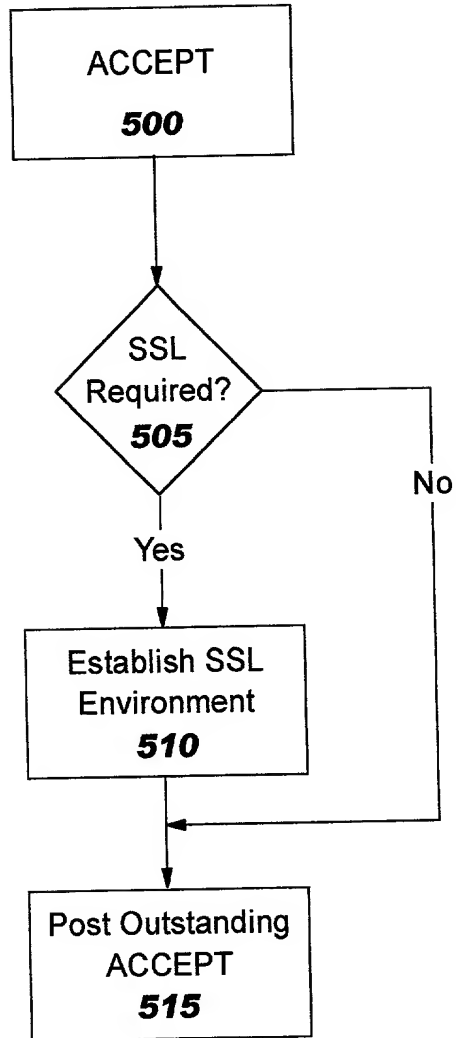 ACCEPT
500
SSL
Required?
505
No
Yes
Establish SSL
Environment
510
Post Outstanding
ACCEPT
515